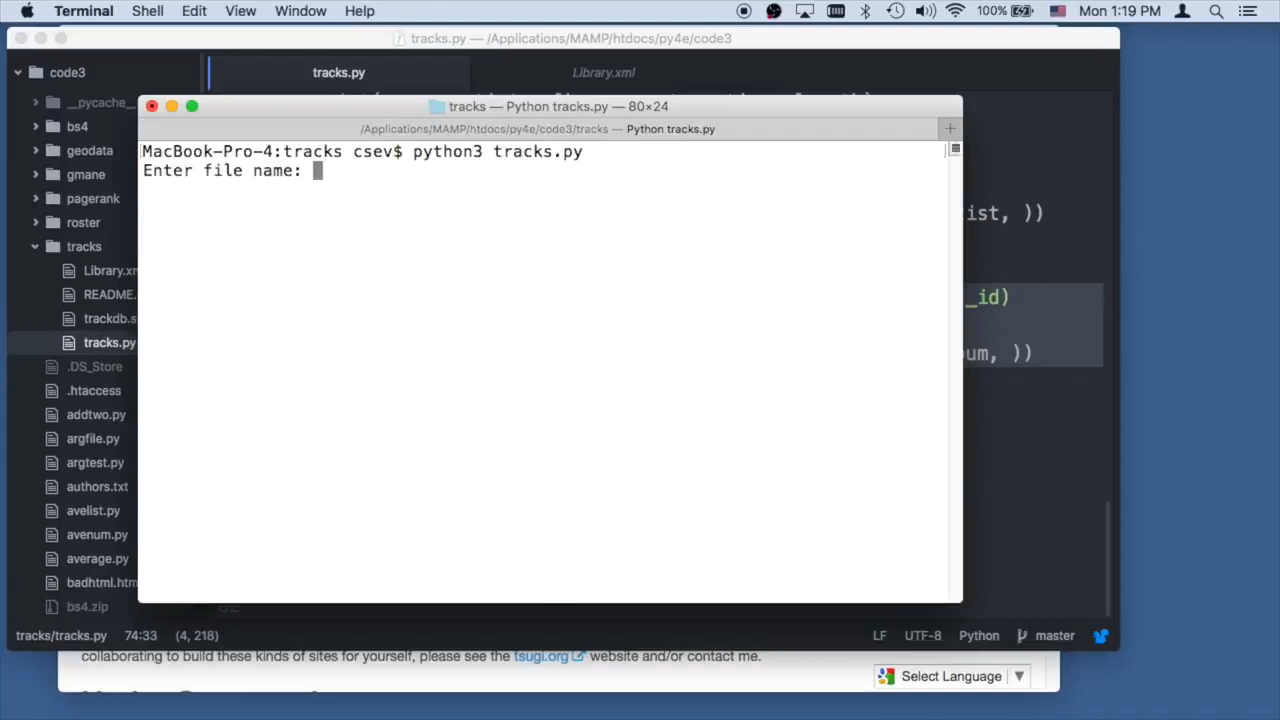 Terminal Shell Edit View Window Help 100% Mon 1:19 PM
tracks.py — /Applications/MAMP/htdocs/py4e/code3
code3
tracks.py Library.xml
__pycache__
tracks — Python tracks.py — 80×24
bs4
/Applications/MAMP/htdocs/py4e/code3/tracks — Python tracks.py +
geodata
MacBook-Pro-4:tracks csev$ python3 tracks.py
Enter file name:
gmane
pagerank
roster
ist, ))
tracks
Library.xm
README.
_id)
trackdb.s
tracks.py
um, ))
.DS_Store
.htaccess
addtwo.py
argfile.py
argtest.py
authors.txt
avelist.py
avenum.py
average.py
badhtml.htm
bs4.zip
tracks/tracks.py 74:33 (4, 218) LF UTF-8 Python master
collaborating to build these kinds of sites for yourself, please see the tsugi.org website and/or contact me.
Select Language ▼